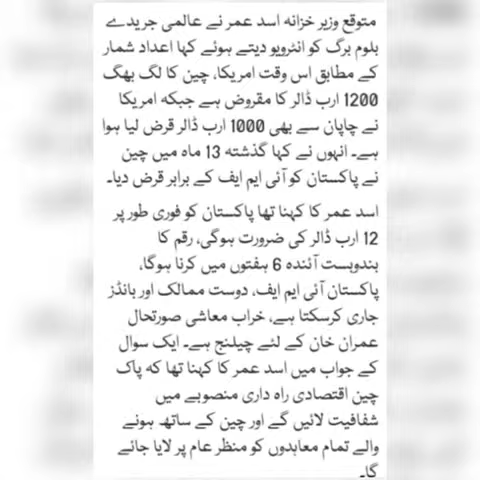 متوقع وزیر خزانہ اسد عمر نے عالمی جریدے
بلوم برگ کو انٹرویو دیتے ہوئے کہا اعداد شمار
کے مطابق اس وقت امریکا، چین کا لگ بھگ
1200 ارب ڈالر کا مقروض ہے جبکہ امریکا
نے چاپان سے بھی 1000 ارب ڈالر قرض لیا ہوا
ہے۔ انہوں نے کہا گذشتہ 13 ماہ میں چین
نے پاکستان کو آئی ایم ایف کے برابر قرض دیا۔
اسد عمر کا کہنا تھا پاکستان کو فوری طور پر
12 ارب ڈالر کی ضرورت ہوگی، رقم کا
بندوبست آئندہ 6 ہفتوں میں کرنا ہوگا،
پاکستان آئی ایم ایف، دوست ممالک اور بانڈز
جاری کرسکتا ہے، خراب معاشی صورتحال
عمران خان کے لئے چیلنج ہے۔ ایک سوال
کے جواب میں اسد عمر کا کہنا تھا کہ پاک
چین اقتصادی راہ داری منصوبے میں
شفافیت لائیں گے اور چین کے ساتھ ہونے
والے تمام معاہدوں کو منظر عام پر لایا جائے
گا۔